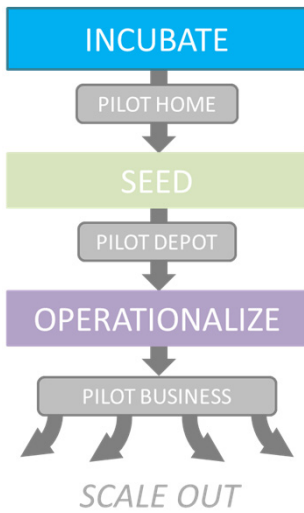 INCUBATE
PILOT HOME
SEED
PILOT DEPOT
OPERATIONALIZE
PILOT BUSINESS
SCALE OUT